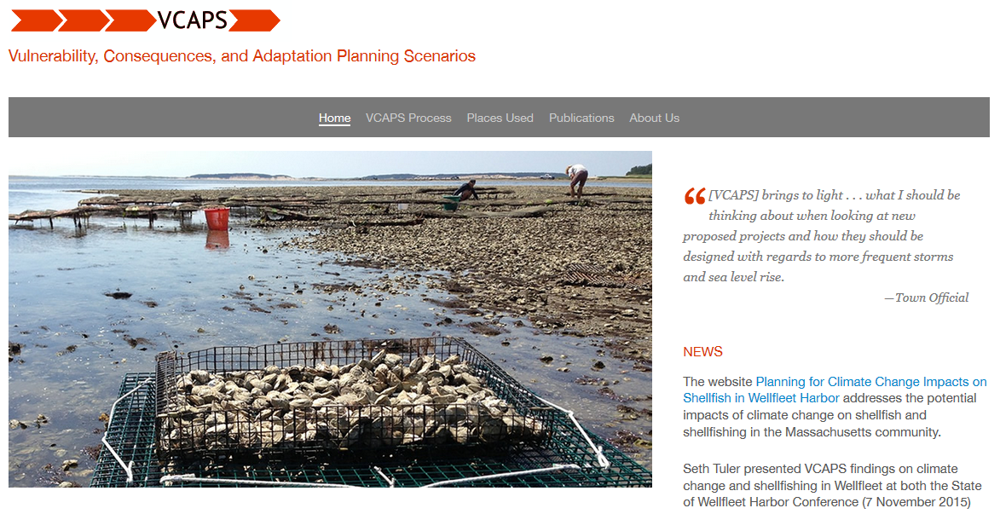 VCAPS
Vulnerability, Consequences, and Adaptation Planning Scenarios
Home VCAPS Process Places Used Publications About Us
“[VCAPS] brings to light . . . what I should be
thinking about when looking at new
proposed projects and how they should be
designed with regards to more frequent storms
and sea level rise.
—Town Official
NEWS
The website Planning for Climate Change Impacts on
Shellfish in Wellfleet Harbor addresses the potential
impacts of climate change on shellfish and
shellfishing in the Massachusetts community.
Seth Tuler presented VCAPS findings on climate
change and shellfishing in Wellfleet at both the State
of Wellfleet Harbor Conference (7 November 2015)